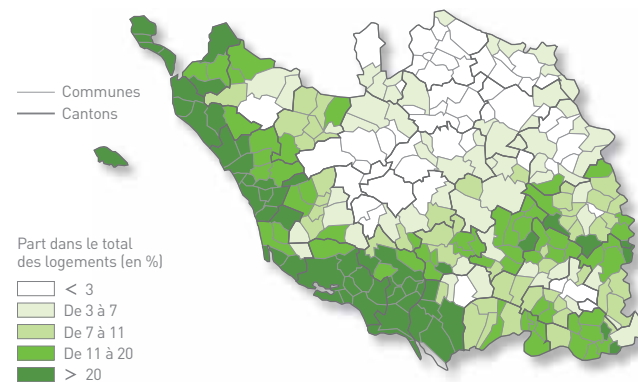 Communes
Cantons
Part dans le total
des logements (en %)
< 3
De 3 à 7
De 7 à 11
De 11 à 20
> 20